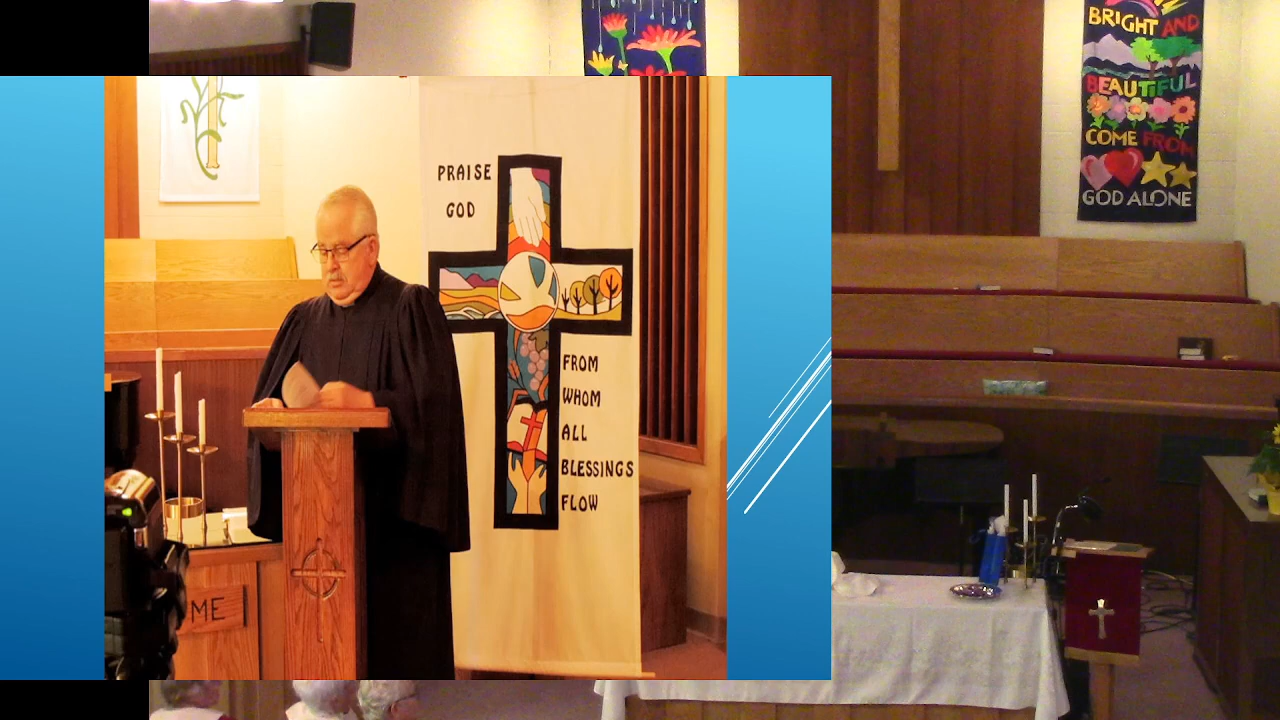 BRIGHT AND
BEAUTIFUL
COME FROM
GOD ALONE
PRAISE
GOD
FROM
WHOM
ALL
BLESSINGS
FLOW
ME